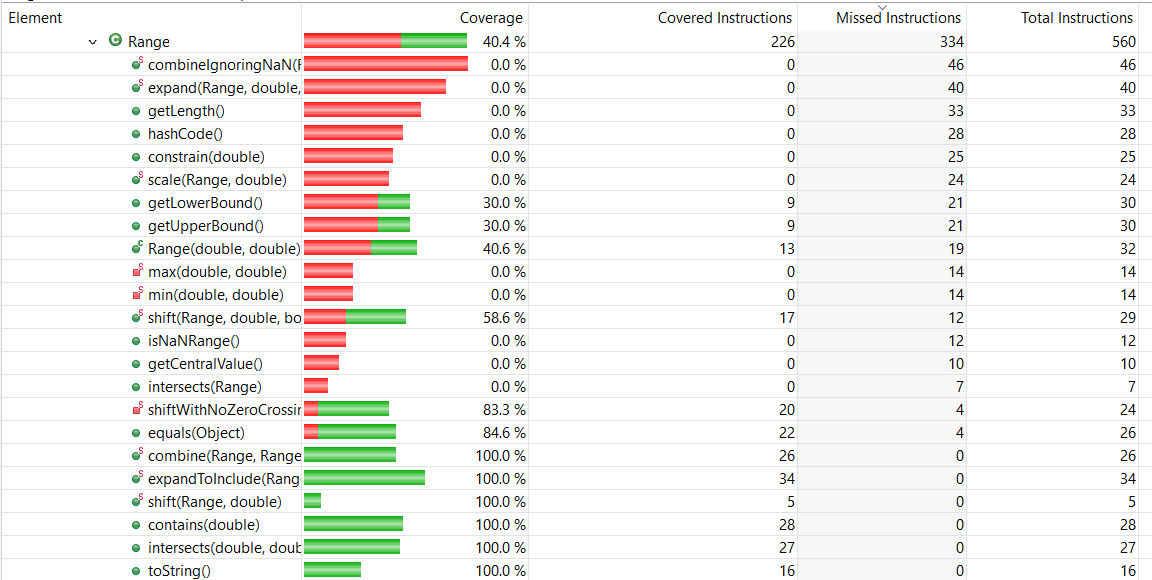 Element Coverage Covered Instructions Missed Instructions Total Instructions
Range 40.4 % 226 334 560
combineIgnoringNaN(F 0.0 % 0 46 46
expand(Range, double, 0.0 % 0 40 40
getLength() 0.0 % 0 33 33
hashCode() 0.0 % 0 28 28
constrain(double) 0.0 % 0 25 25
scale(Range, double) 0.0 % 0 24 24
getLowerBound() 30.0 % 9 21 30
getUpperBound() 30.0 % 9 21 30
Range(double, double) 40.6 % 13 19 32
max(double, double) 0.0 % 0 14 14
min(double, double) 0.0 % 0 14 14
shift(Range, double, bo 58.6 % 17 12 29
isNaNRange() 0.0 % 0 12 12
getCentralValue() 0.0 % 0 10 10
intersects(Range) 0.0 % 0 7 7
shiftWithNoZeroCrossin 83.3 % 20 4 24
equals(Object) 84.6 % 22 4 26
combine(Range, Range 100.0 % 26 0 26
expandToInclude(Rang 100.0 % 34 0 34
shift(Range, double) 100.0 % 5 0 5
contains(double) 100.0 % 28 0 28
intersects(double, doub 100.0 % 27 0 27
toString() 100.0 % 16 0 16